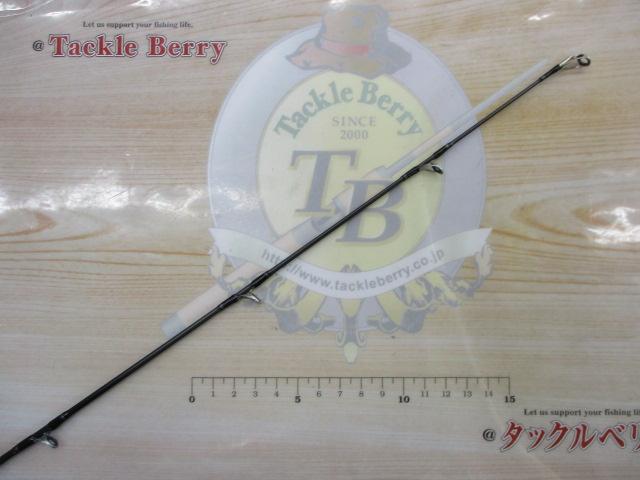 Let us support your fishing life.
@ Tackle Berry
Tackle Berry
SINCE
2000
TB
http://www.tackleberry.co.jp
0 1 2 3 4 5 6 7 8 9 10 11 12 13 14 15
Let us support your fishing life
@ タックルベリ